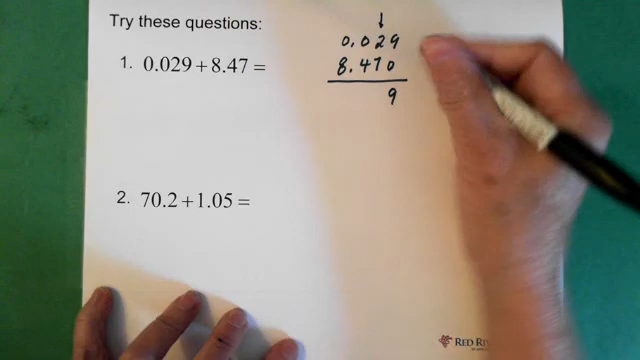 Try these questions:
1. 0.029 + 8.47 =
0.029
8.470
9
2. 70.2 + 1.05 =
RED RI